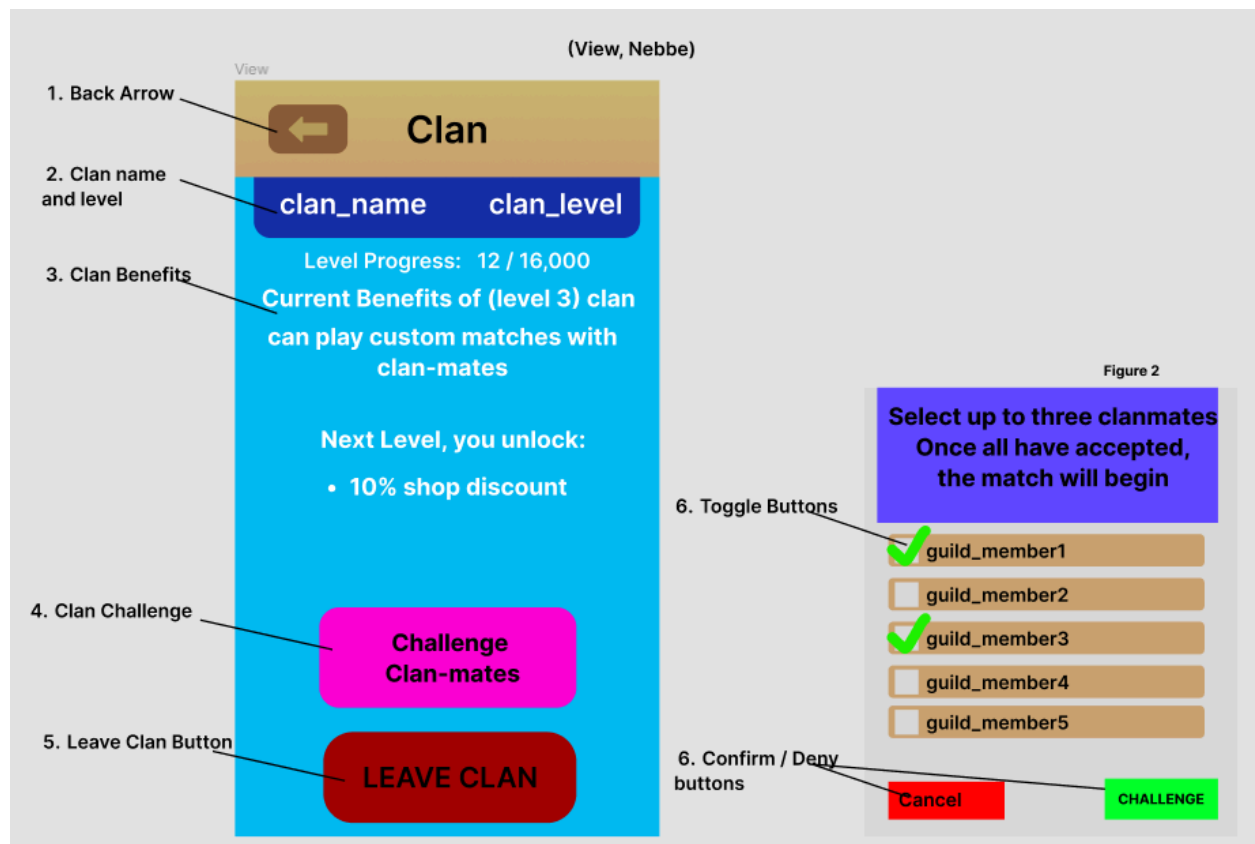 (View, Nebbe)
View
1. Back Arrow
Clan
2. Clan name
and level
clan_name clan_level
Level Progress: 12 / 16,000
3. Clan Benefits
Current Benefits of (level 3) clan
can play custom matches with
clan-mates
Next Level, you unlock:
• 10% shop discount
4. Clan Challenge
Challenge
Clan-mates
5. Leave Clan Button
LEAVE CLAN
Figure 2
Select up to three clanmates
Once all have accepted,
the match will begin
6. Toggle Buttons
guild_member1
guild_member2
guild_member3
guild_member4
guild_member5
6. Confirm / Deny
buttons
Cancel
CHALLENGE